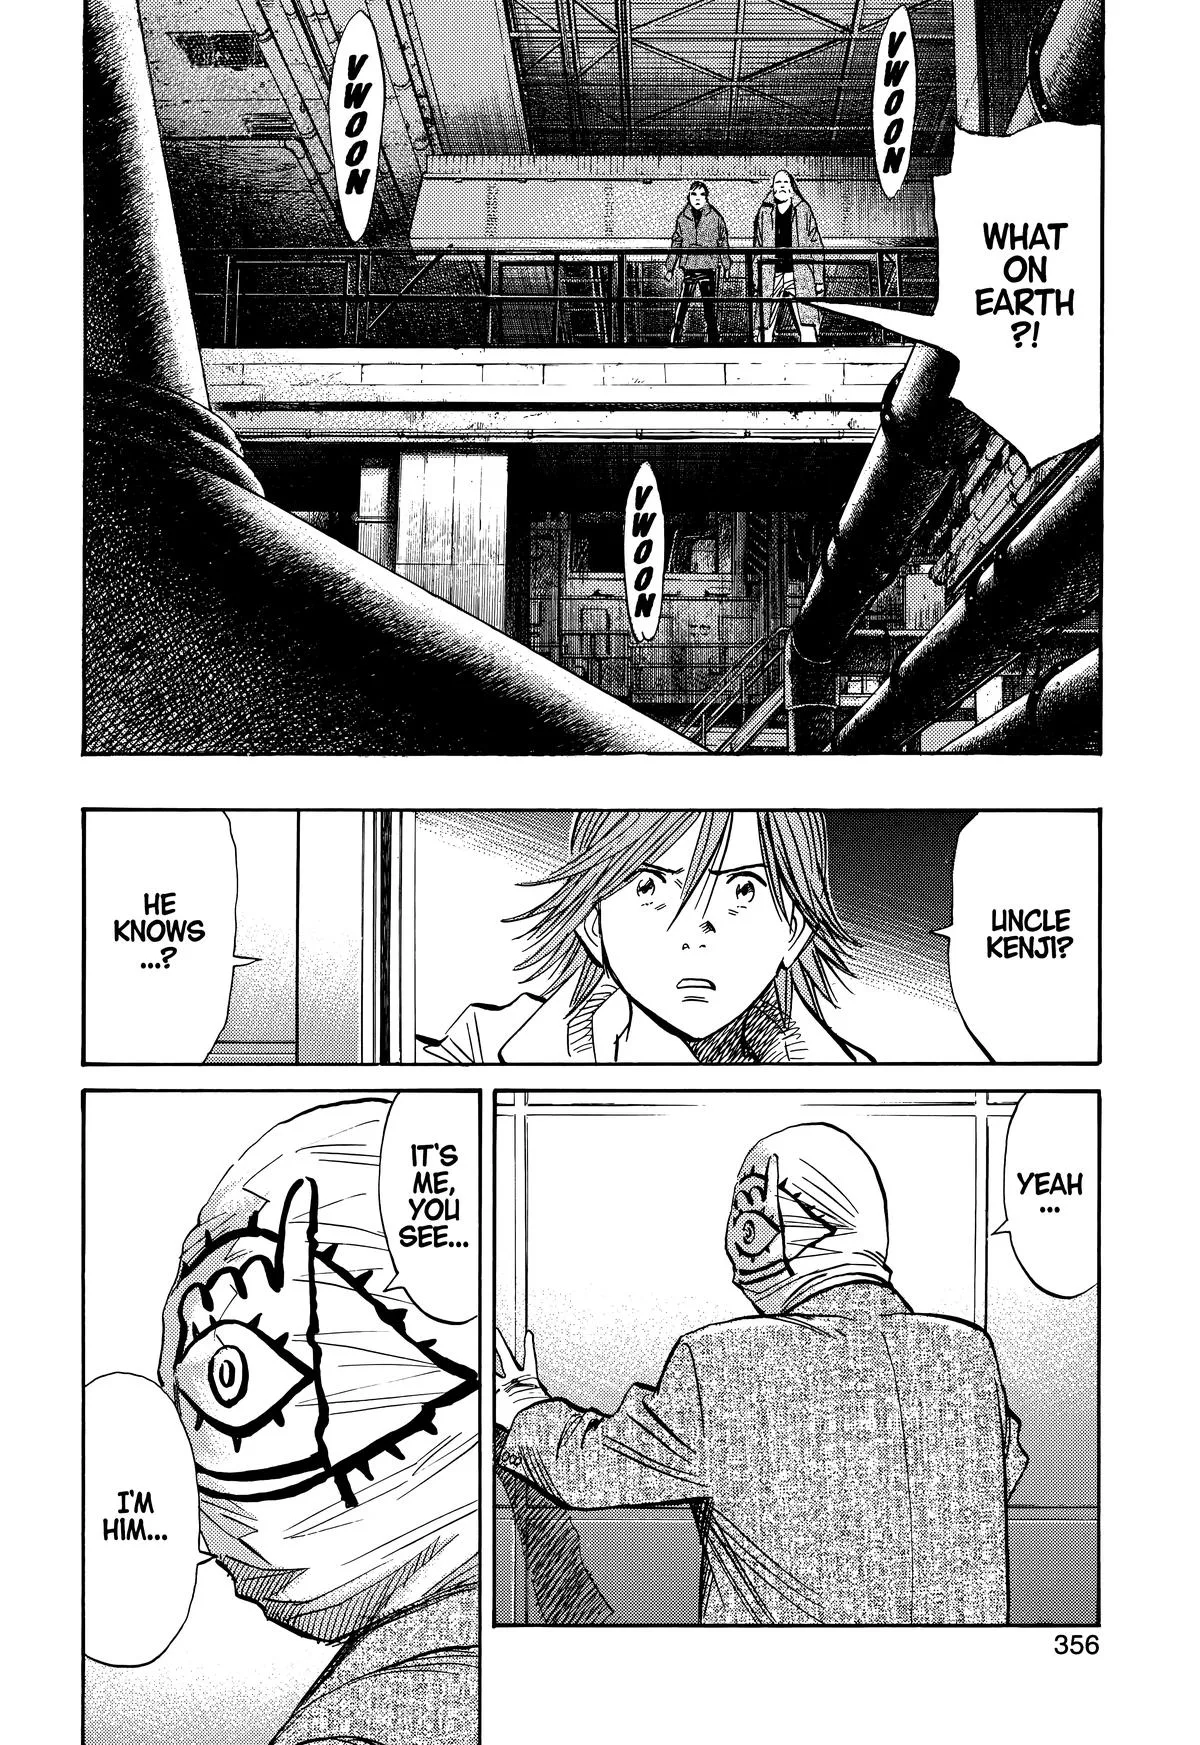 VWOON
WHAT
ON
EARTH
?!
VWOON
VWOON
UNCLE
KENJI?
HE
KNOWS
...?
YEAH
...
IT'S
ME,
YOU
SEE...
I'M
HIM...
356